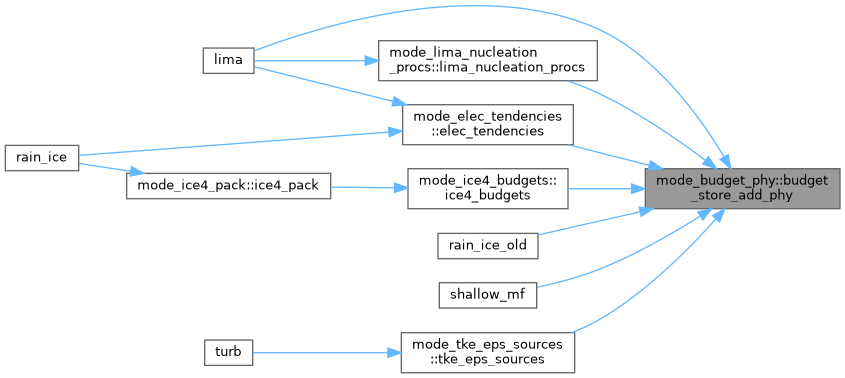 lima
mode_lima_nucleation
_procs::lima_nucleation_procs
mode_elec_tendencies
::elec_tendencies
rain_ice
mode_ice4_pack::ice4_pack
mode_ice4_budgets::
ice4_budgets
mode_budget_phy::budget
_store_add_phy
rain_ice_old
shallow_mf
turb
mode_tke_eps_sources
::tke_eps_sources